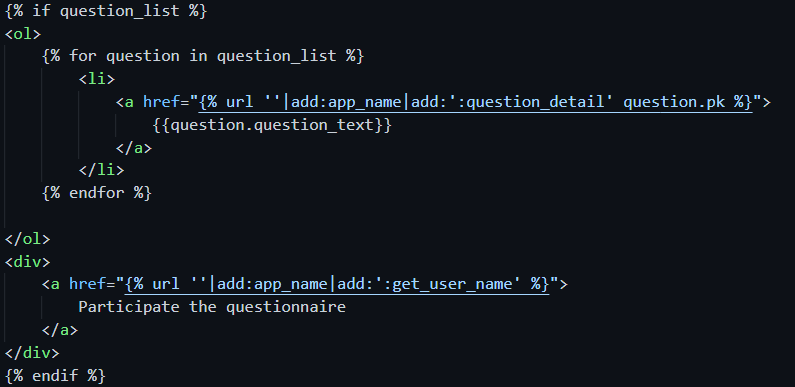 {% if question_list %}
<ol>
    {% for question in question_list %}
        <li>
            <a href="{% url ''|add:app_name|add:':question_detail' question.pk %}">
                {{question.question_text}}
            </a>
        </li>
    {% endfor %}

</ol>
<div>
    <a href="{% url ''|add:app_name|add:':get_user_name' %}">
        Participate the questionnaire
    </a>
</div>
{% endif %}